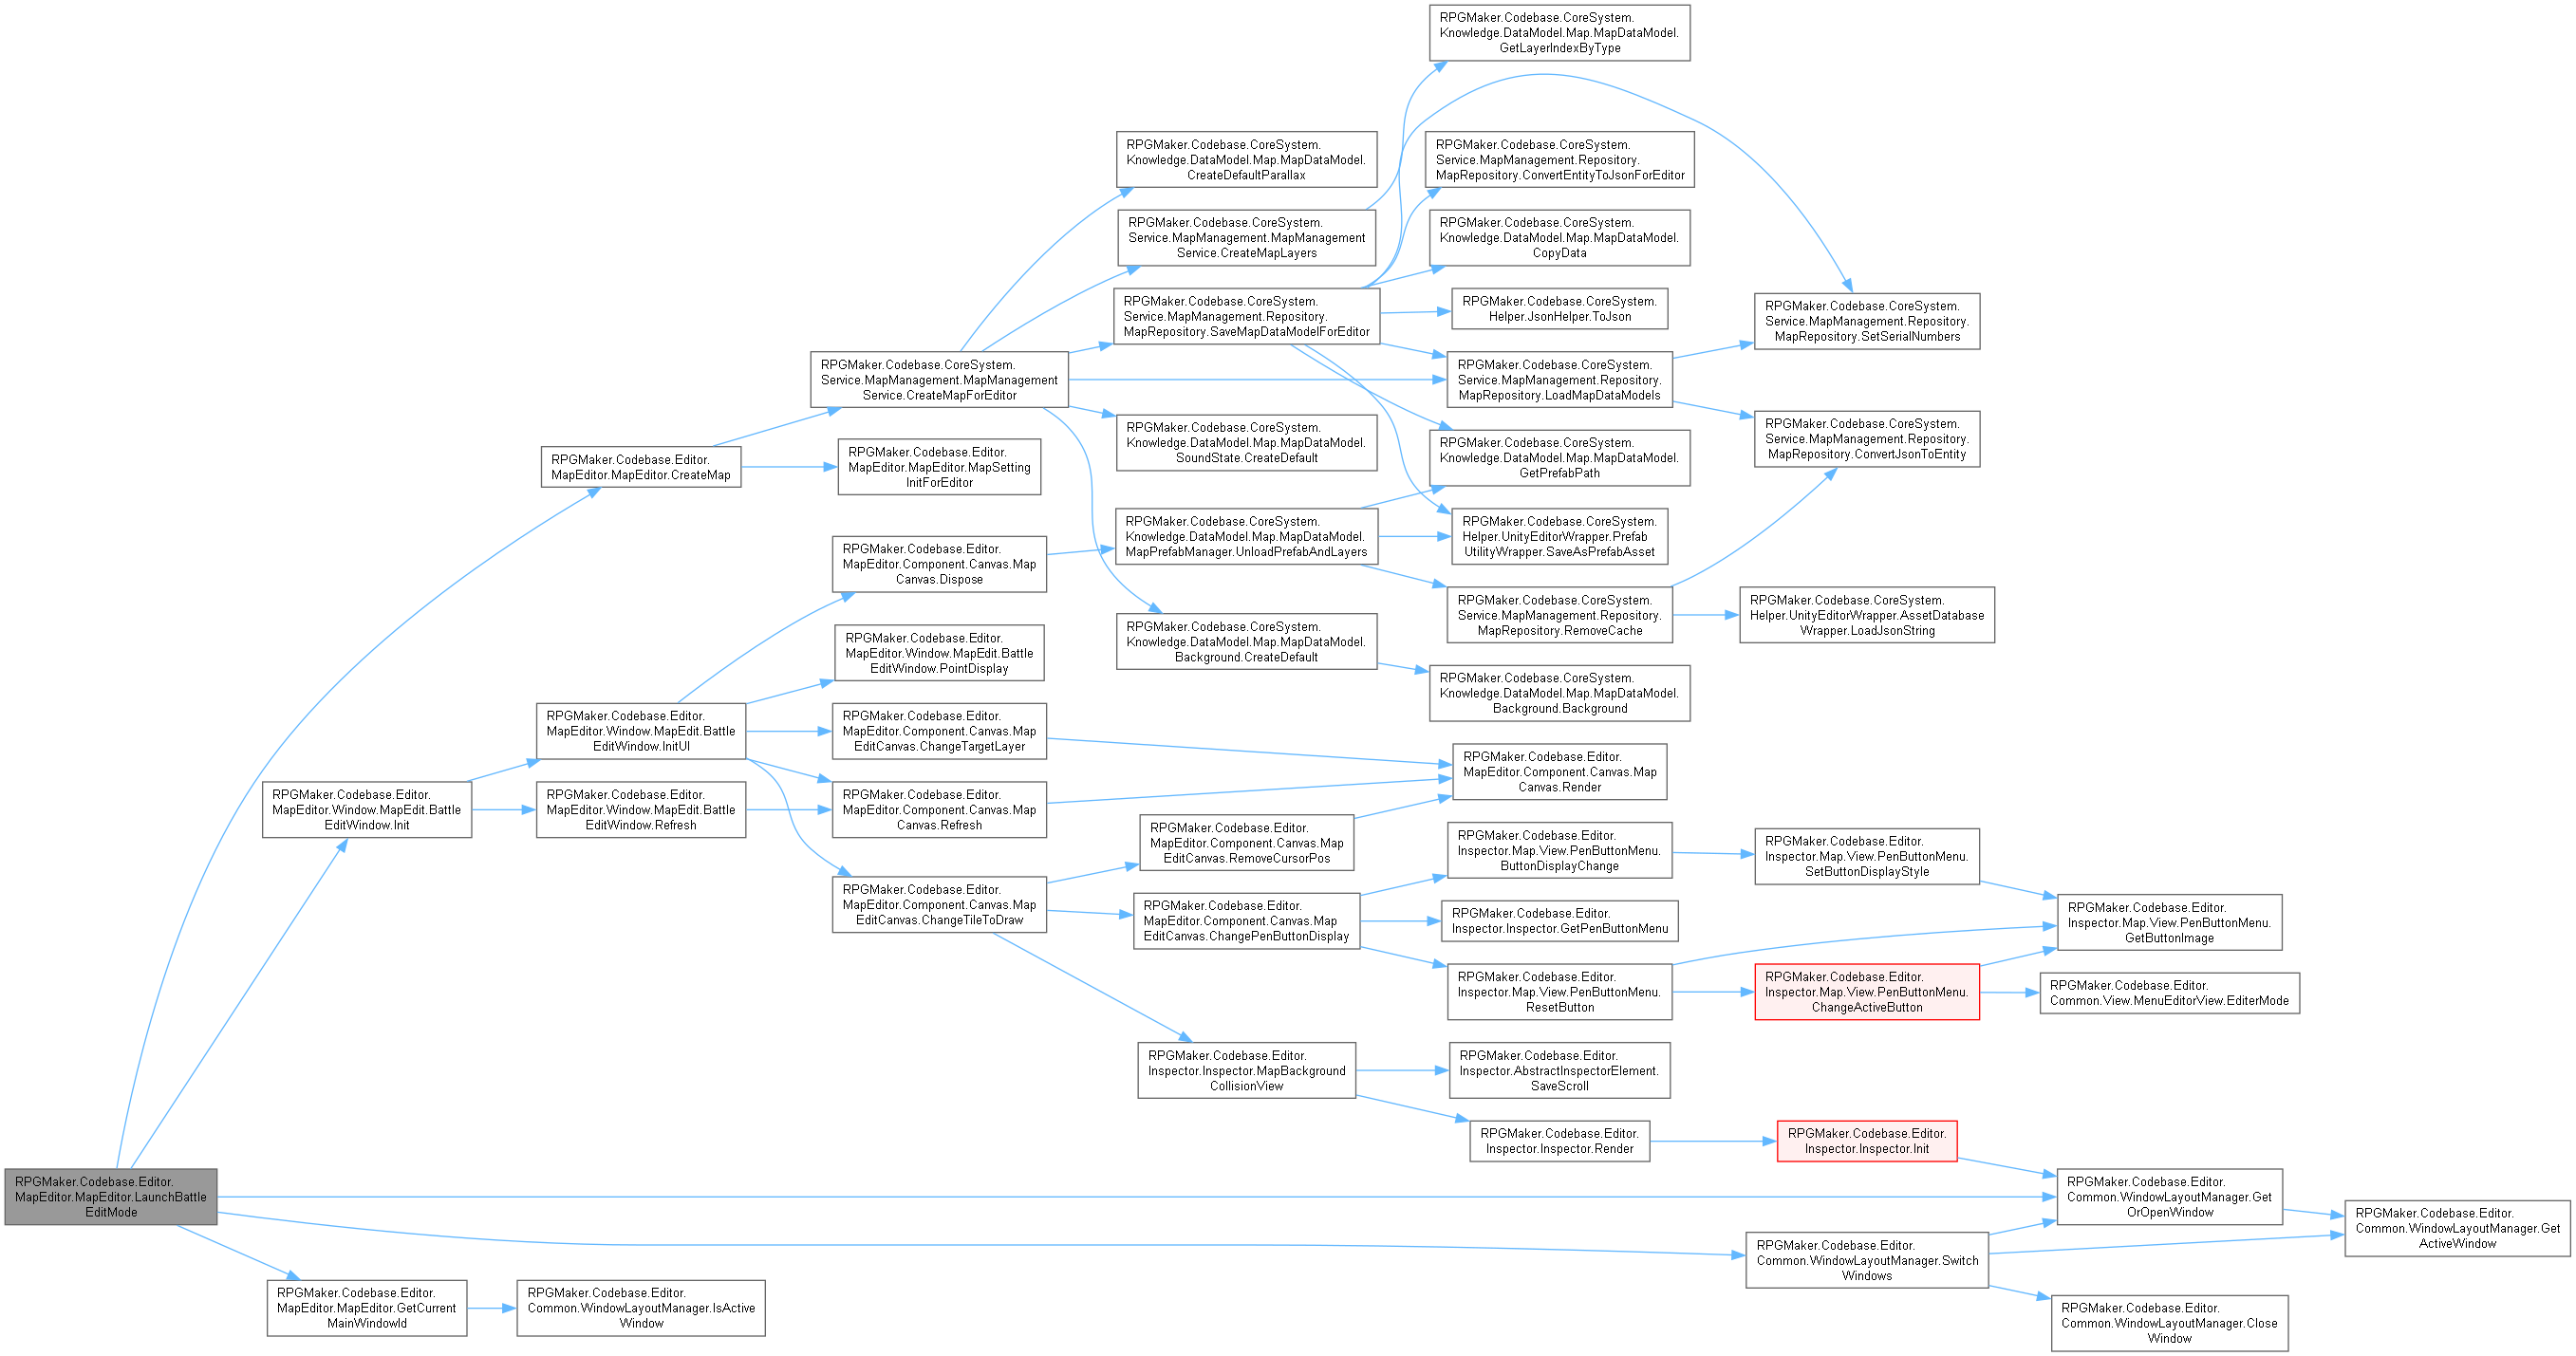 RPGMaker.Codebase.CoreSystem.
Knowledge.DataModel.Map.MapDataModel.
GetLayerIndexByType
RPGMaker.Codebase.CoreSystem.
Knowledge.DataModel.Map.MapDataModel.
CreateDefaultParallax
RPGMaker.Codebase.CoreSystem.
Service.MapManagement.Repository.
MapRepository.ConvertEntityToJsonForEditor
RPGMaker.Codebase.CoreSystem.
Service.MapManagement.MapManagement
Service.CreateMapLayers
RPGMaker.Codebase.CoreSystem.
Knowledge.DataModel.Map.MapDataModel.
CopyData
RPGMaker.Codebase.CoreSystem.
Service.MapManagement.Repository.
MapRepository.SaveMapDataModelForEditor
RPGMaker.Codebase.CoreSystem.
Helper.JsonHelper.ToJson
RPGMaker.Codebase.CoreSystem.
Service.MapManagement.Repository.
MapRepository.SetSerialNumbers
RPGMaker.Codebase.CoreSystem.
Service.MapManagement.MapManagement
Service.CreateMapForEditor
RPGMaker.Codebase.CoreSystem.
Service.MapManagement.Repository.
MapRepository.LoadMapDataModels
RPGMaker.Codebase.CoreSystem.
Knowledge.DataModel.Map.MapDataModel.
SoundState.CreateDefault
RPGMaker.Codebase.CoreSystem.
Service.MapManagement.Repository.
MapRepository.ConvertJsonToEntity
RPGMaker.Codebase.Editor.
MapEditor.MapEditor.CreateMap
RPGMaker.Codebase.Editor.
MapEditor.MapEditor.MapSetting
InitForEditor
RPGMaker.Codebase.CoreSystem.
Knowledge.DataModel.Map.MapDataModel.
GetPrefabPath
RPGMaker.Codebase.CoreSystem.
Knowledge.DataModel.Map.MapDataModel.
MapPrefabManager.UnloadPrefabAndLayers
RPGMaker.Codebase.CoreSystem.
Helper.UnityEditorWrapper.Prefab
UtilityWrapper.SaveAsPrefabAsset
RPGMaker.Codebase.Editor.
MapEditor.Component.Canvas.Map
Canvas.Dispose
RPGMaker.Codebase.CoreSystem.
Service.MapManagement.Repository.
MapRepository.RemoveCache
RPGMaker.Codebase.CoreSystem.
Helper.UnityEditorWrapper.AssetDatabase
Wrapper.LoadJsonString
RPGMaker.Codebase.Editor.
MapEditor.Window.MapEdit.Battle
EditWindow.PointDisplay
RPGMaker.Codebase.CoreSystem.
Knowledge.DataModel.Map.MapDataModel.
Background.CreateDefault
RPGMaker.Codebase.CoreSystem.
Knowledge.DataModel.Map.MapDataModel.
Background.Background
RPGMaker.Codebase.Editor.
MapEditor.Window.MapEdit.Battle
EditWindow.InitUI
RPGMaker.Codebase.Editor.
MapEditor.Component.Canvas.Map
EditCanvas.ChangeTargetLayer
RPGMaker.Codebase.Editor.
MapEditor.Component.Canvas.Map
Canvas.Render
RPGMaker.Codebase.Editor.
MapEditor.Window.MapEdit.Battle
EditWindow.Init
RPGMaker.Codebase.Editor.
MapEditor.Window.MapEdit.Battle
EditWindow.Refresh
RPGMaker.Codebase.Editor.
MapEditor.Component.Canvas.Map
Canvas.Refresh
RPGMaker.Codebase.Editor.
MapEditor.Component.Canvas.Map
EditCanvas.RemoveCursorPos
RPGMaker.Codebase.Editor.
Inspector.Map.View.PenButtonMenu.
ButtonDisplayChange
RPGMaker.Codebase.Editor.
Inspector.Map.View.PenButtonMenu.
SetButtonDisplayStyle
RPGMaker.Codebase.Editor.
MapEditor.Component.Canvas.Map
EditCanvas.ChangeTileToDraw
RPGMaker.Codebase.Editor.
MapEditor.Component.Canvas.Map
EditCanvas.ChangePenButtonDisplay
RPGMaker.Codebase.Editor.
Inspector.Inspector.GetPenButtonMenu
RPGMaker.Codebase.Editor.
Inspector.Map.View.PenButtonMenu.
GetButtonImage
RPGMaker.Codebase.Editor.
Inspector.Map.View.PenButtonMenu.
ResetButton
RPGMaker.Codebase.Editor.
Inspector.Map.View.PenButtonMenu.
ChangeActiveButton
RPGMaker.Codebase.Editor.
Common.View.MenuEditorView.EditerMode
RPGMaker.Codebase.Editor.
Inspector.Inspector.MapBackground
CollisionView
RPGMaker.Codebase.Editor.
Inspector.AbstractInspectorElement.
SaveScroll
RPGMaker.Codebase.Editor.
Inspector.Inspector.Render
RPGMaker.Codebase.Editor.
Inspector.Inspector.Init
RPGMaker.Codebase.Editor.
MapEditor.MapEditor.LaunchBattle
EditMode
RPGMaker.Codebase.Editor.
Common.WindowLayoutManager.Get
OrOpenWindow
RPGMaker.Codebase.Editor.
Common.WindowLayoutManager.Get
ActiveWindow
RPGMaker.Codebase.Editor.
Common.WindowLayoutManager.Switch
Windows
RPGMaker.Codebase.Editor.
MapEditor.MapEditor.GetCurrent
MainWindowId
RPGMaker.Codebase.Editor.
Common.WindowLayoutManager.IsActive
Window
RPGMaker.Codebase.Editor.
Common.WindowLayoutManager.Close
Window